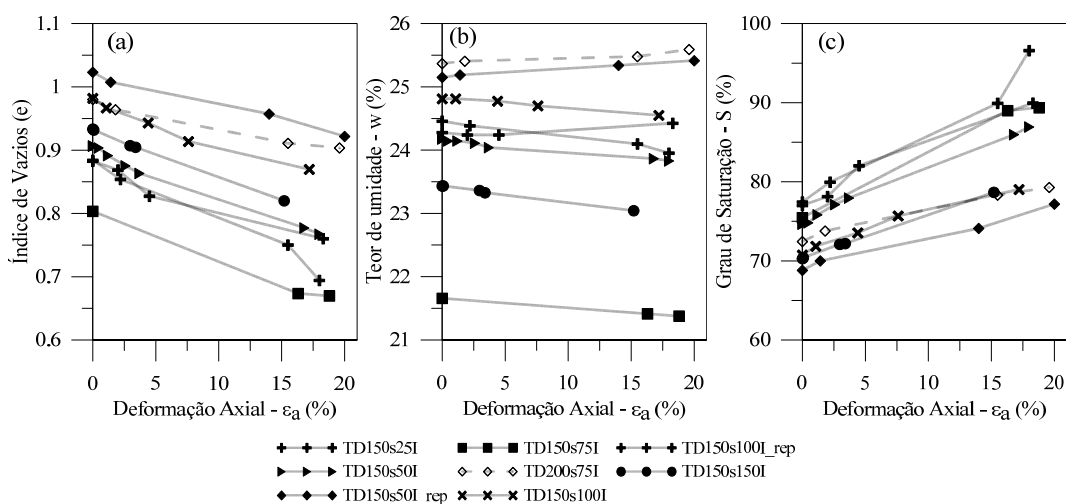 (a)
Índice de Vazios (e)
1.1
1
0.9
0.8
0.7
0.6
0 5 10 15 20
Deformação Axial - εa (%)
(b)
Teor de umidade - w (%)
26
25
24
23
22
21
0 5 10 15 20
Deformação Axial - εa (%)
(c)
Grau de Saturação - S (%)
100
90
80
70
60
0 5 10 15 20
Deformação Axial - εa (%)
TD150s25I
TD150s50I
TD150s50I_rep
TD150s75I
TD200s75I
TD150s100I
TD150s100I_rep
TD150s150I